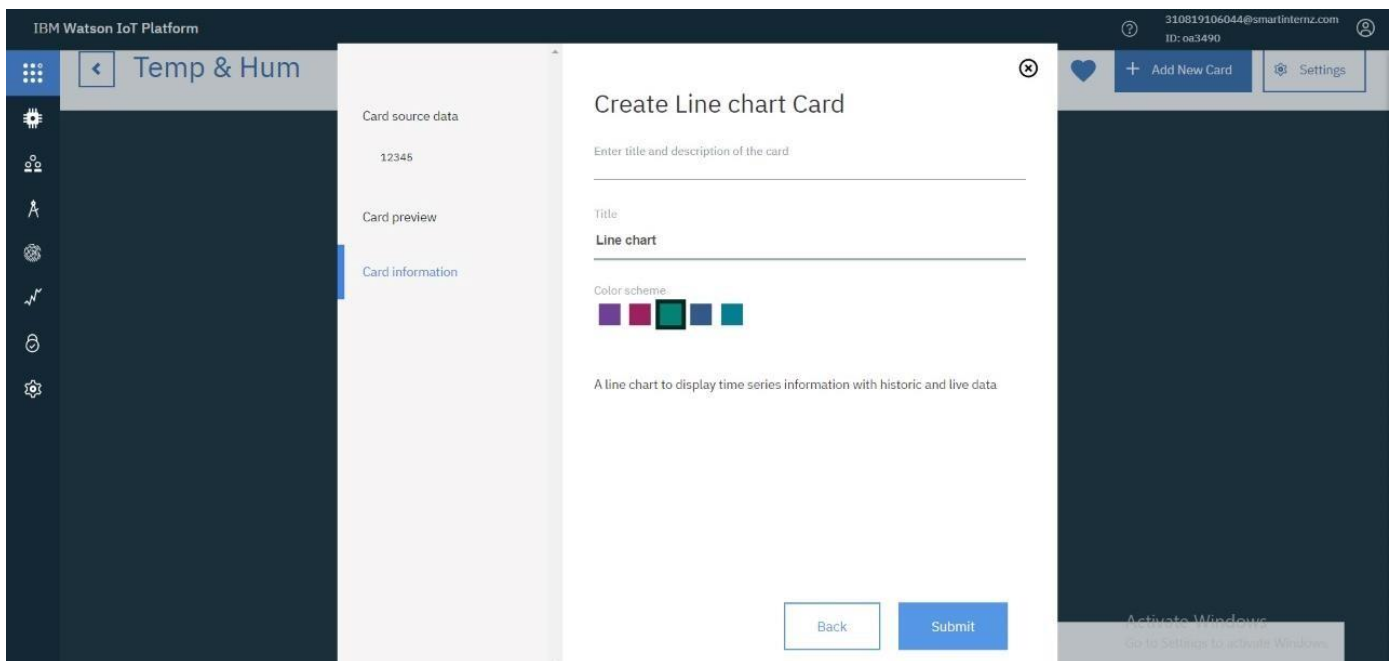 IBM Watson IoT Platform
310819106044@smartinternz.com
ID: oa3490
Temp & Hum
Add New Card
Settings
Card source data
12345
Card preview
Card information
Create Line chart Card
Enter title and description of the card
Title
Line chart
Color scheme
A line chart to display time series information with historic and live data
Back
Submit
Activate Windows
Go to Settings to activate Windows.